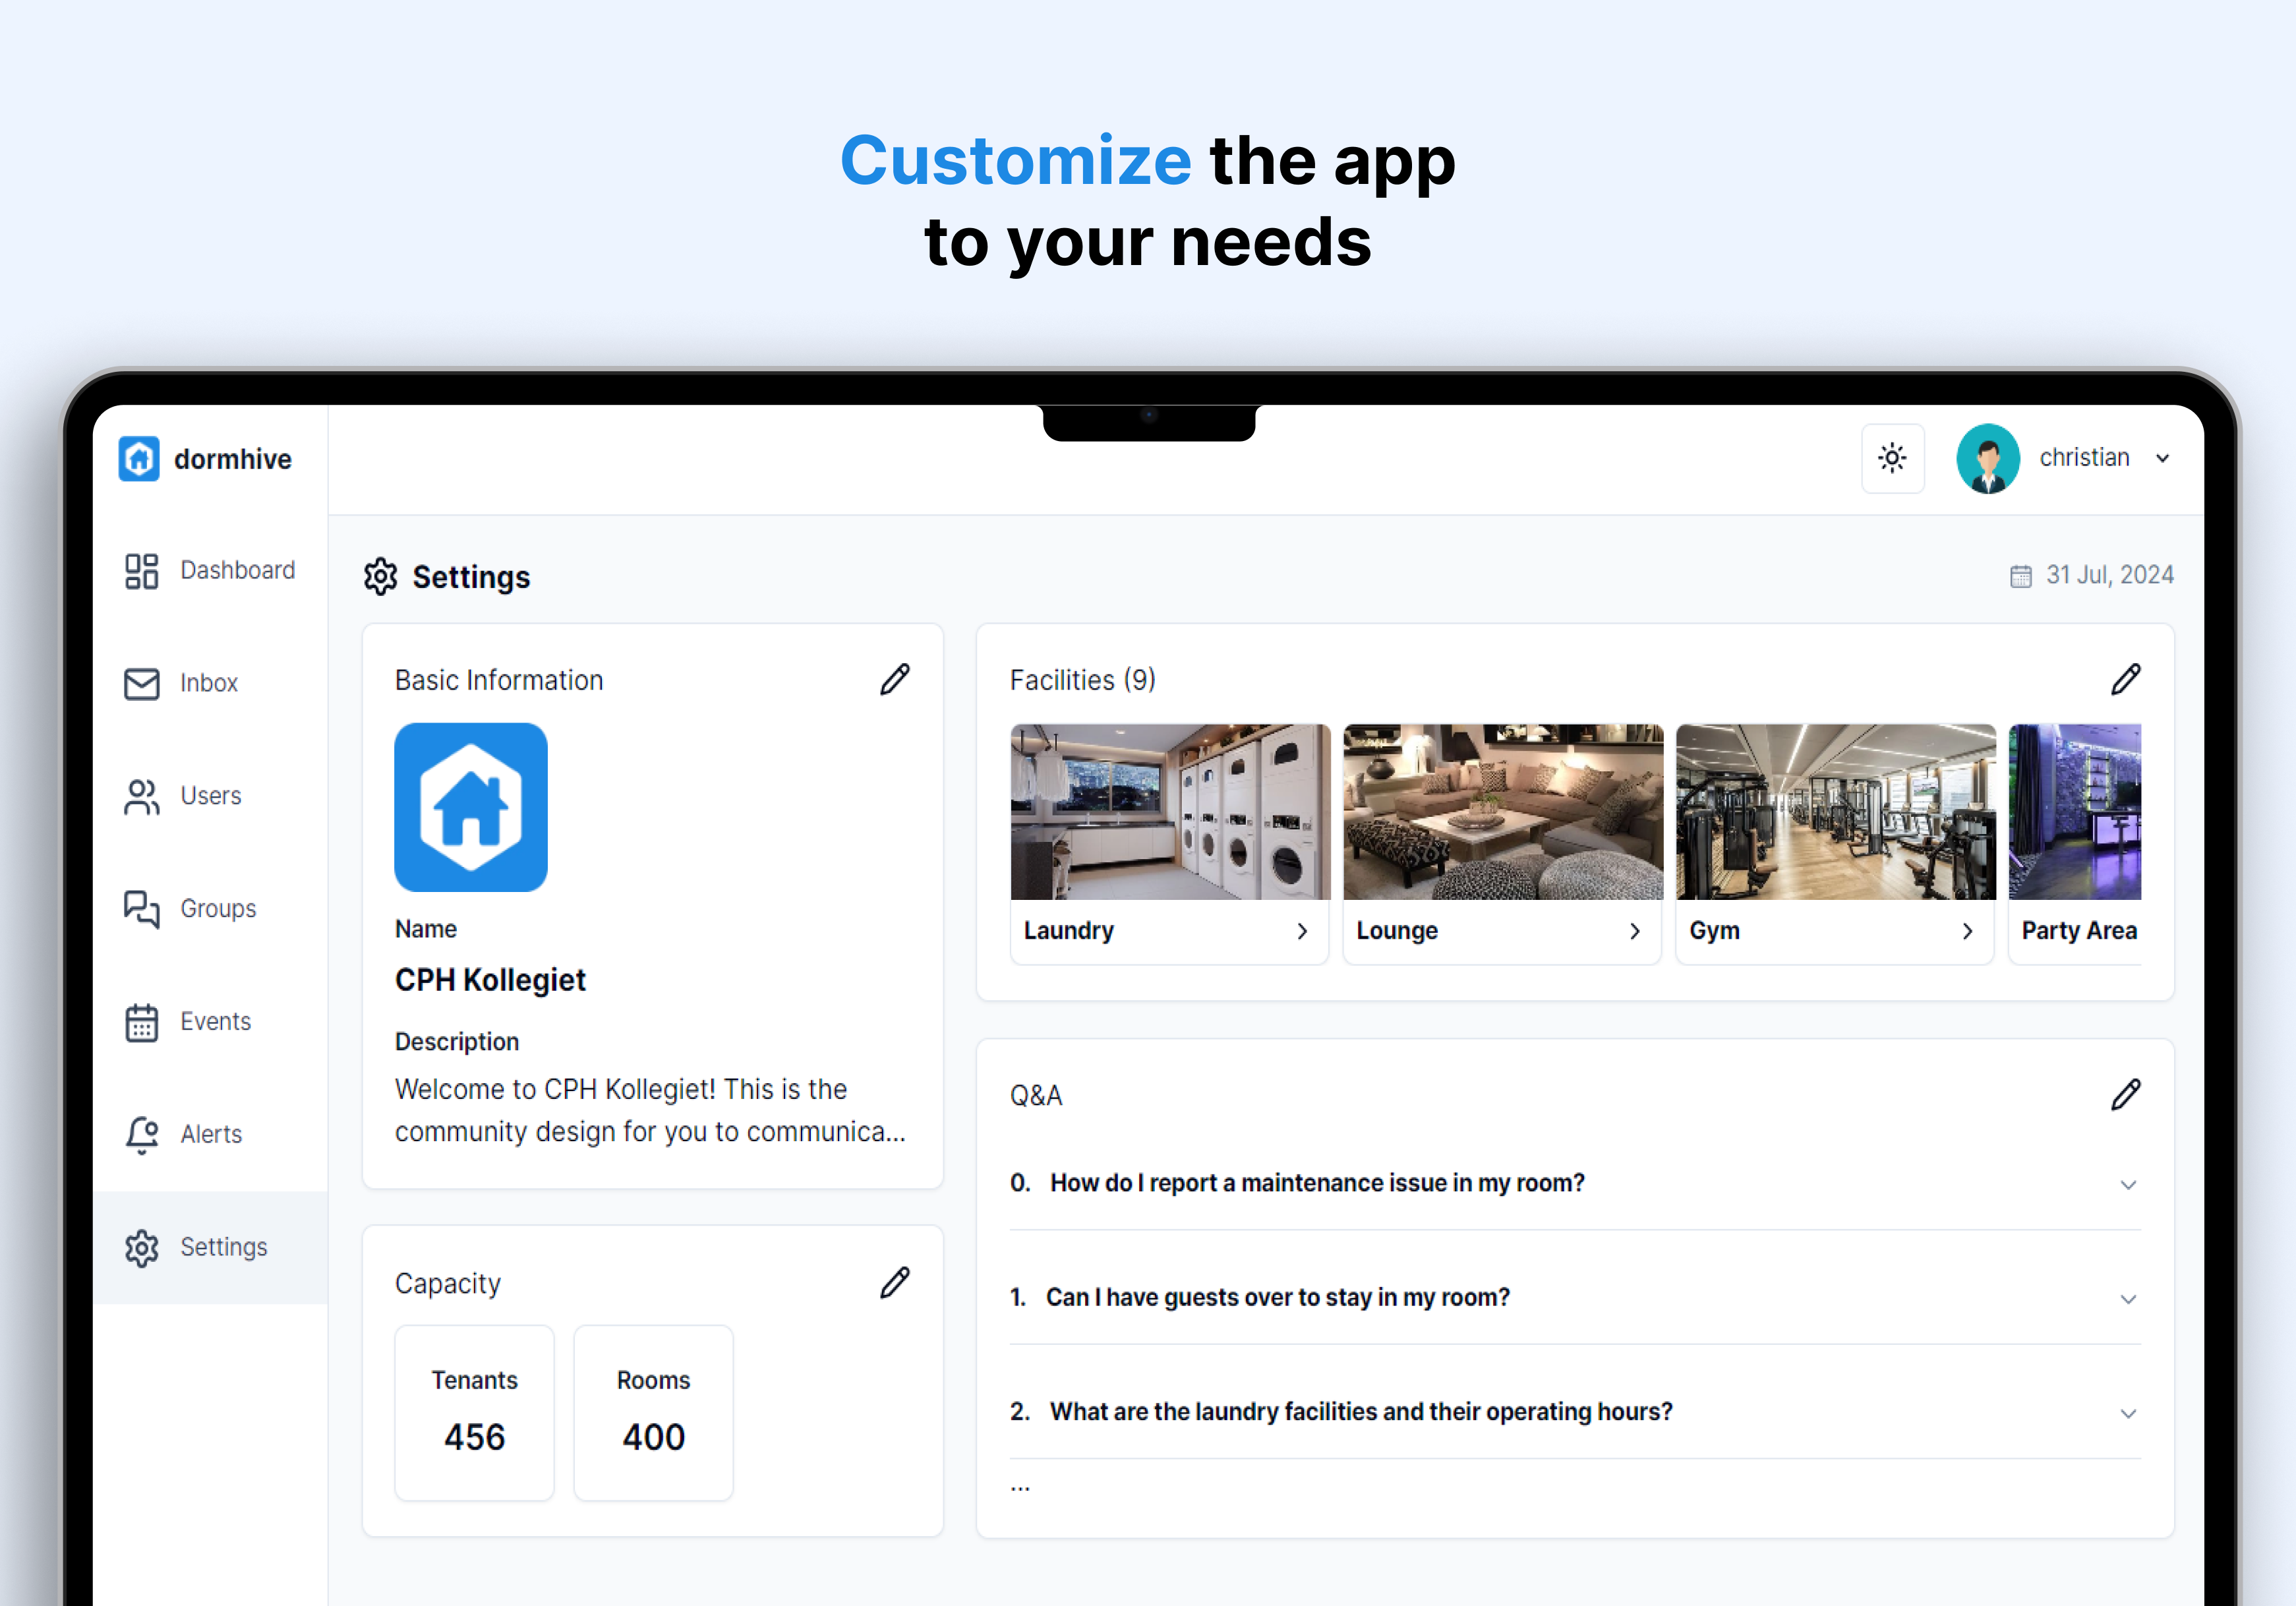 Customize the app
to your needs
dormhive
christian
Dashboard
Inbox
Users
Groups
Events
Alerts
Settings
Settings
31 Jul, 2024
Basic Information
Name
CPH Kollegiet
Description
Welcome to CPH Kollegiet! This is the
community design for you to communica...
Capacity
Tenants
456
Rooms
400
Facilities (9)
Laundry
Lounge
Gym
Party Area
Q&A
0. How do I report a maintenance issue in my room?
1. Can I have guests over to stay in my room?
2. What are the laundry facilities and their operating hours?
...